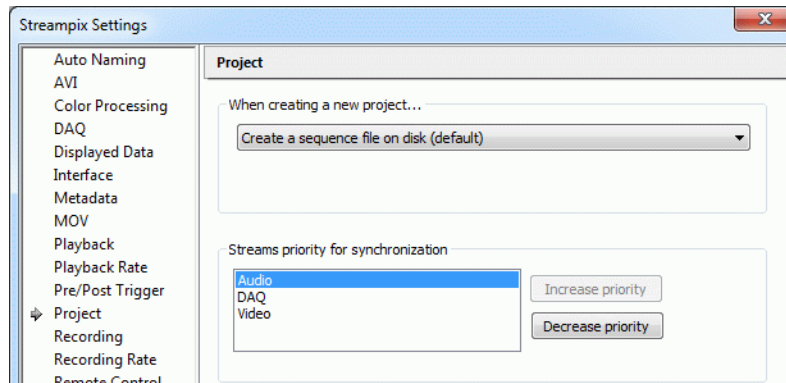 Streampix Settings
Auto Naming
AVI
Color Processing
DAQ
Displayed Data
Interface
Metadata
MOV
Playback
Playback Rate
Pre/Post Trigger
Project
Recording
Recording Rate
Remote Control
Project
When creating a new project...
Create a sequence file on disk (default)
Streams priority for synchronization
Audio
DAQ
Video
Increase priority
Decrease priority